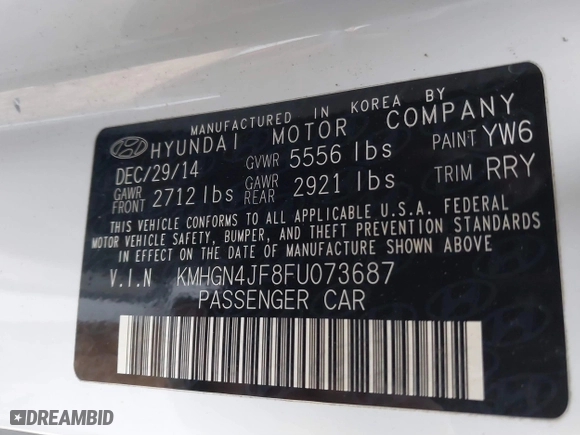 MANUFACTURED IN KOREA BY
HYUNDAI MOTOR COMPANY
DEC/29/14 GVWR 5556 lbs PAINT YW6
GAWR FRONT 2712 lbs GAWR REAR 2921 lbs TRIM RRY
THIS VEHICLE CONFORMS TO ALL APPLICABLE U.S.A. FEDERAL
MOTOR VEHICLE SAFETY, BUMPER, AND THEFT PREVENTION STANDARDS
IN EFFECT ON THE DATE OF MANUFACTURE SHOWN ABOVE.
V.I.N KMHGN4JF8FU073687
PASSENGER CAR
DREAMBID